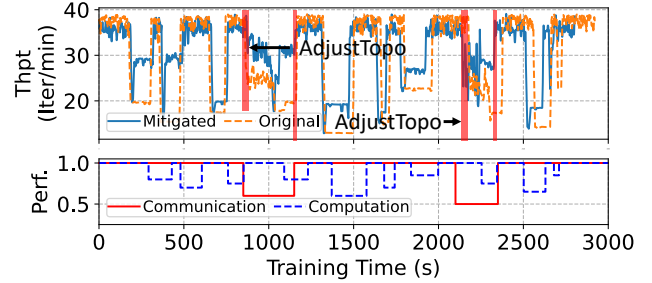 40
30
20
Thpt
(Iter/min)
AdjustTopo
Mitigated
Original
AdjustTopo
1.0
0.5
Perf.
Communication
Computation
0
500
1000
1500
2000
2500
3000
Training Time (s)